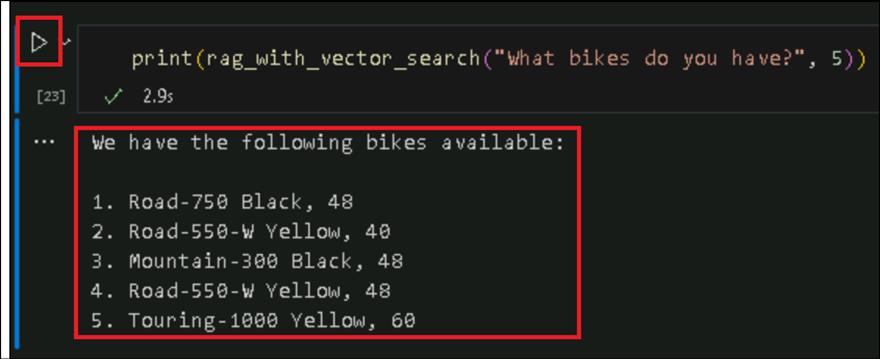 print(rag_with_vector_search("What bikes do you have?", 5))
[23] ✓ 2.9s
... We have the following bikes available:
1. Road-750 Black, 48
2. Road-550-W Yellow, 40
3. Mountain-300 Black, 48
4. Road-550-W Yellow, 48
5. Touring-1000 Yellow, 60